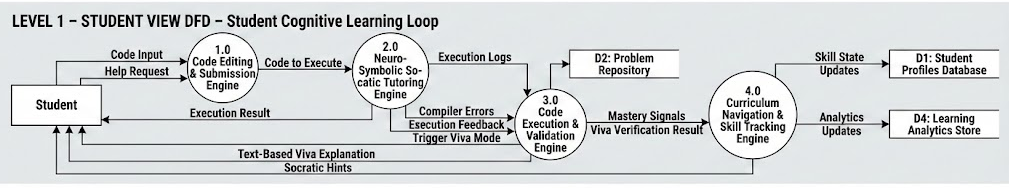 LEVEL 1 – STUDENT VIEW DFD – Student Cognitive Learning Loop
Student
Code Input
Help Request
1.0
Code Editing
& Submission
Engine
Code to Execute
2.0
Neuro-
Symbolic So-
catic Tutoring
Engine
Execution Logs
Execution Result
Compiler Errors
Execution Feedback
Trigger Viva Mode
D2: Problem
Repository
3.0
Code
Execution &
Validation
Engine
Mastery Signals
Viva Verification Result
4.0
Curriculum
Navigation &
Skill Tracking
Engine
Skill State
Updates
D1: Student
Profiles Database
Analytics
Updates
D4: Learning
Analytics Store
Text-Based Viva Explanation
Socratic Hints